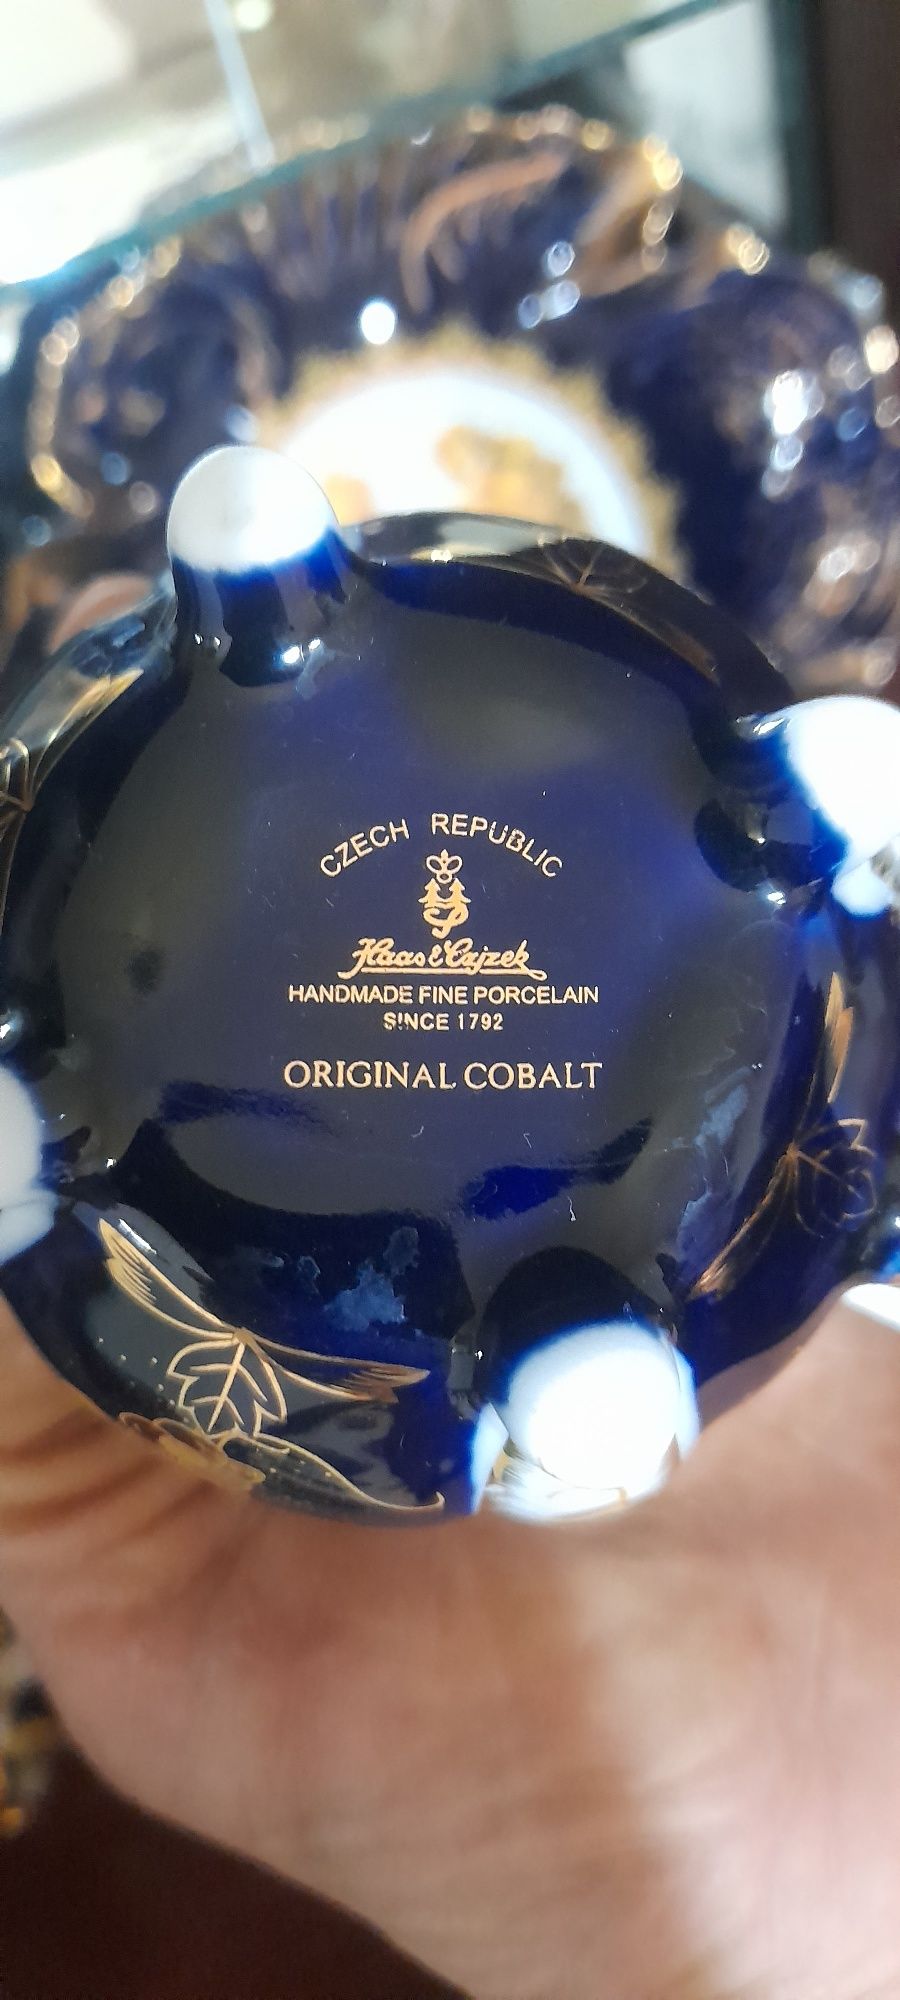 CZECH REPUBLIC
Haas & Czjzek
HANDMADE FINE PORCELAIN
SINCE 1792
ORIGINAL COBALT